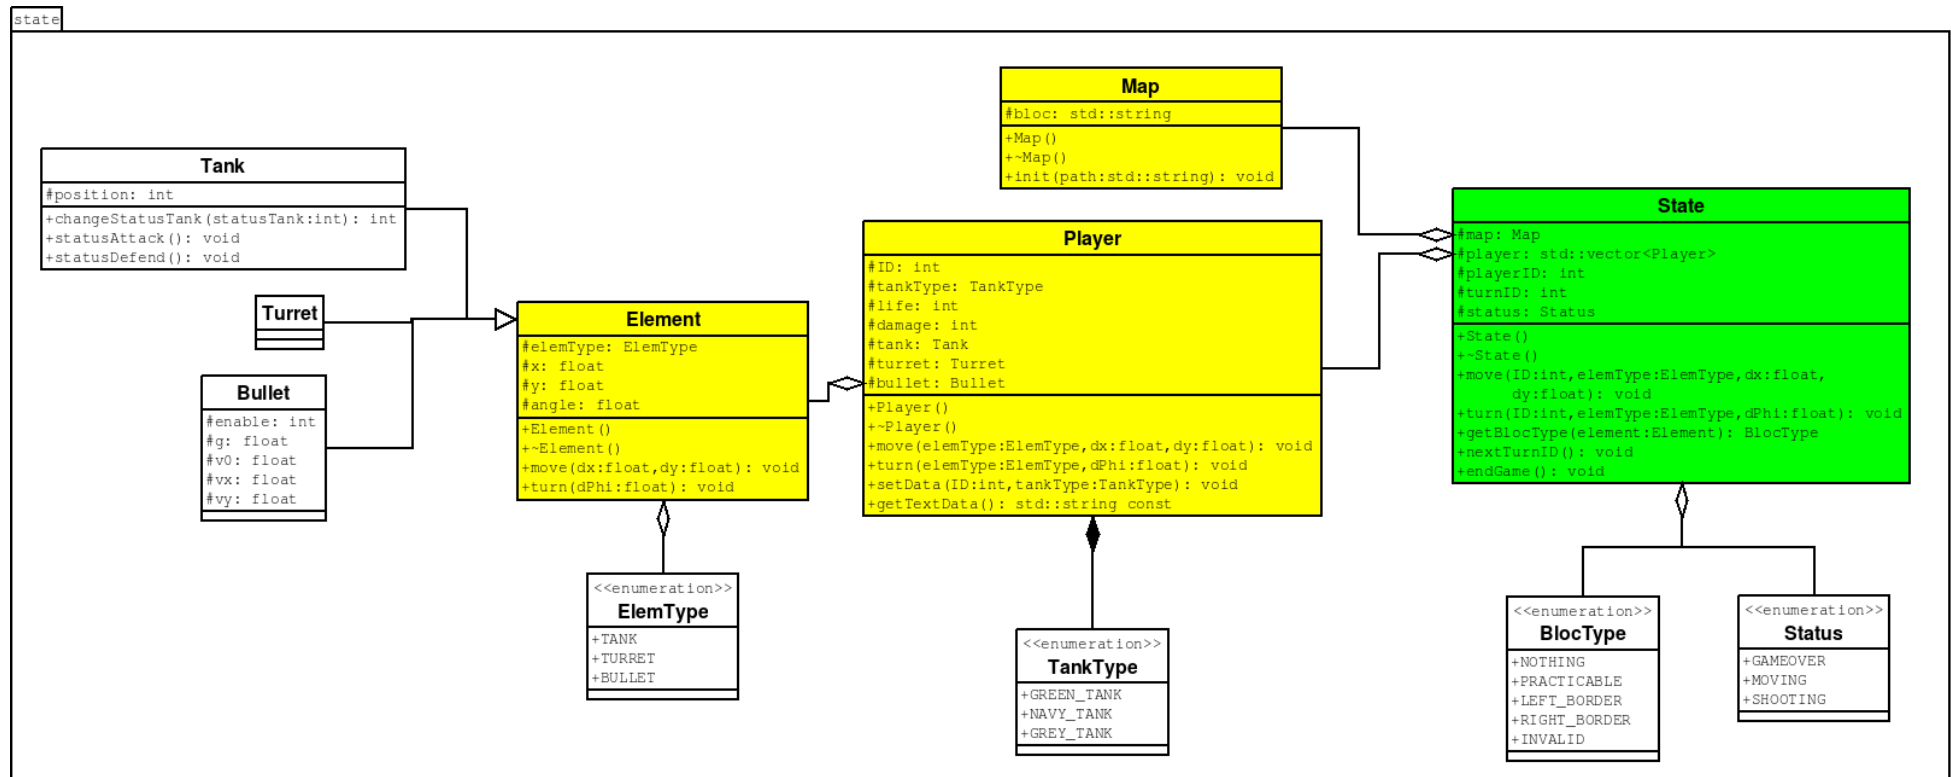 state
Map
#bloc: std::string
+Map()
+~Map()
+init(path:std::string): void
Tank
#position: int
+changeStatusTank(statusTank:int): int
+statusAttack(): void
+statusDefend(): void
Turret
Bullet
#enable: int
#g: float
#v0: float
#vx: float
#vy: float
Element
#elemType: ElemType
#x: float
#y: float
#angle: float
+Element()
+~Element()
+move(dx:float,dy:float): void
+turn(dPhi:float): void
Player
#ID: int
#tankType: TankType
#life: int
#damage: int
#tank: Tank
#turret: Turret
#bullet: Bullet
+Player()
+~Player()
+move(elemType:ElemType,dx:float,dy:float): void
+turn(elemType:ElemType,dPhi:float): void
+setData(ID:int,tankType:TankType): void
+getTextData(): std::string const
State
#map: Map
#player: std::vector<Player>
#playerID: int
#turnID: int
#status: Status
+State()
+~State()
+move(ID:int,elemType:ElemType,dx:float,
dy:float): void
+turn(ID:int,elemType:ElemType,dPhi:float): void
+getBlocType(element:Element): BlocType
+nextTurnID(): void
+endGame(): void
<<enumeration>>
ElemType
+TANK
+TURRET
+BULLET
<<enumeration>>
TankType
+GREEN_TANK
+NAVY_TANK
+GREY_TANK
<<enumeration>>
BlocType
+NOTHING
+PRACTICABLE
+LEFT_BORDER
+RIGHT_BORDER
+INVALID
<<enumeration>>
Status
+GAMEOVER
+MOVING
+SHOOTING